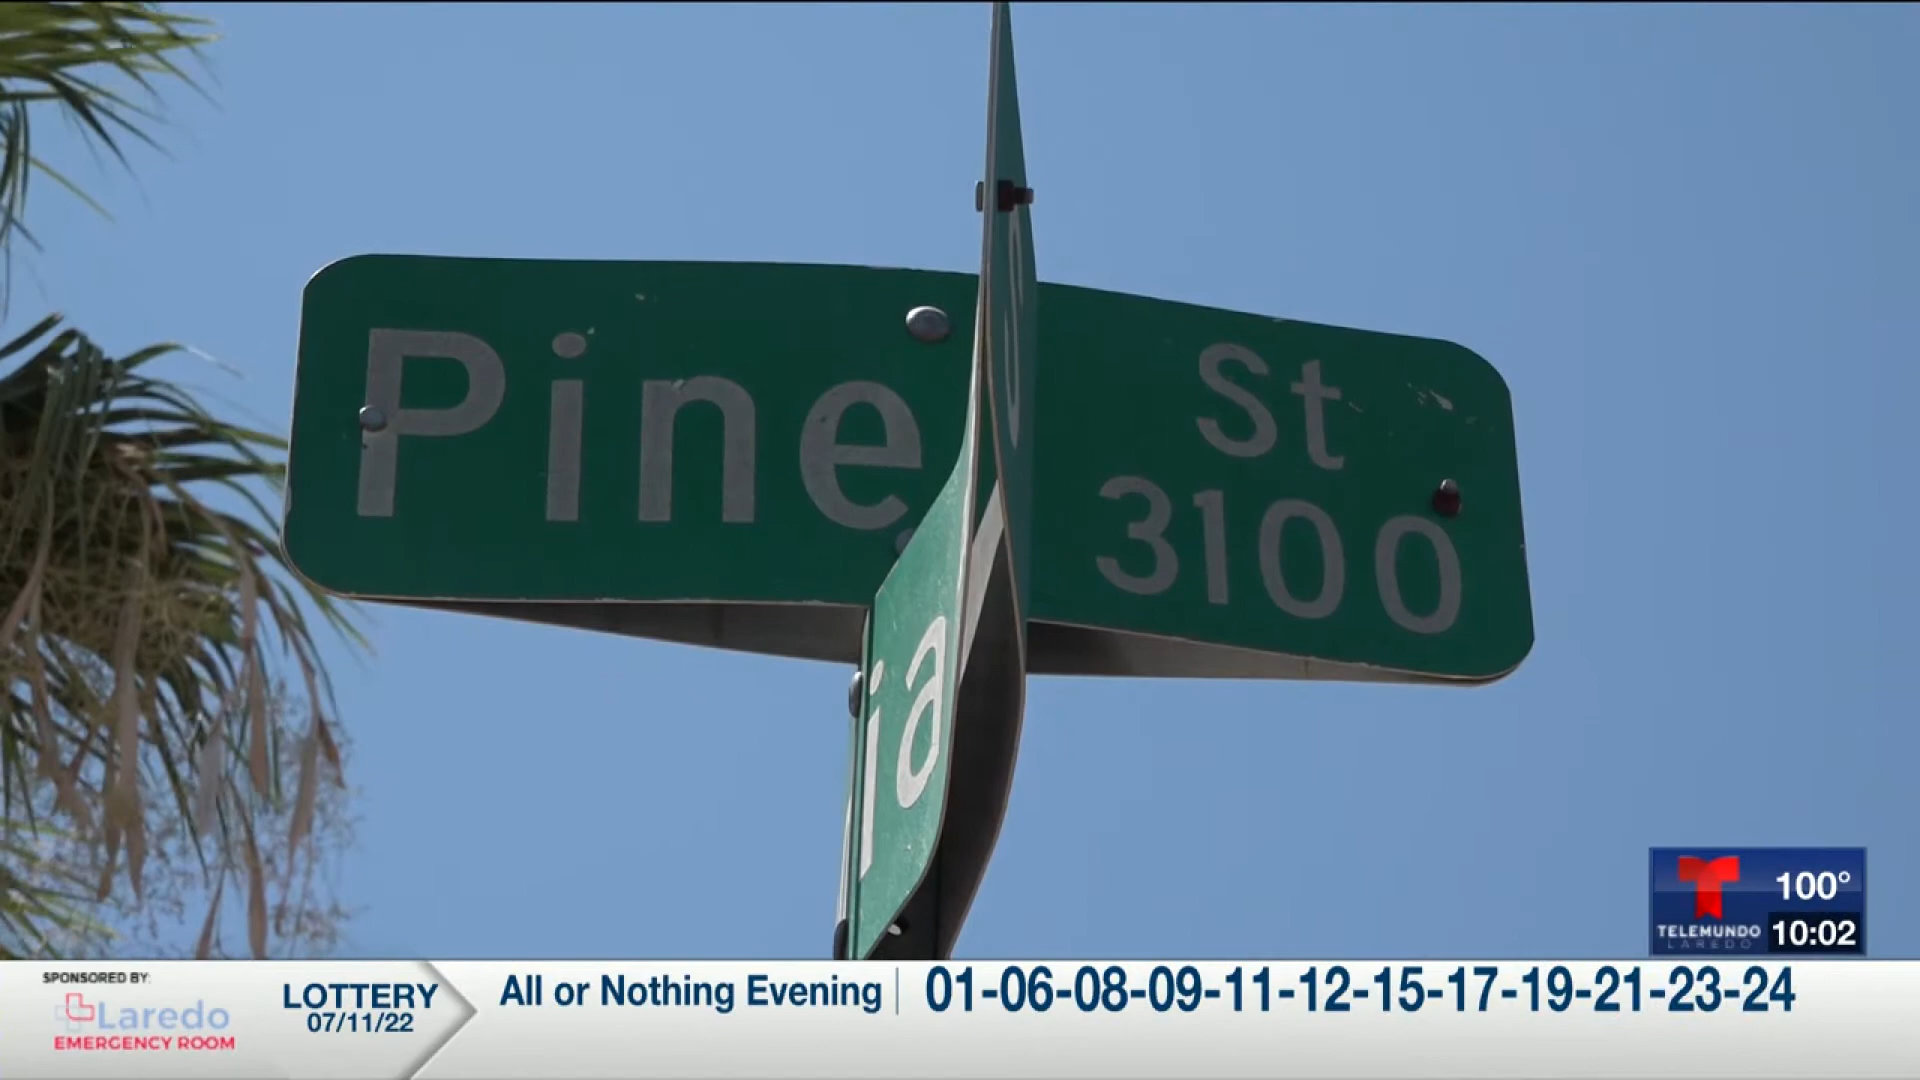 Pine St
3100
ia
100°
TELEMUNDO
LAREDO
10:02
SPONSORED BY:
Laredo
EMERGENCY ROOM
LOTTERY
07/11/22
All or Nothing Evening
01-06-08-09-11-12-15-17-19-21-23-24